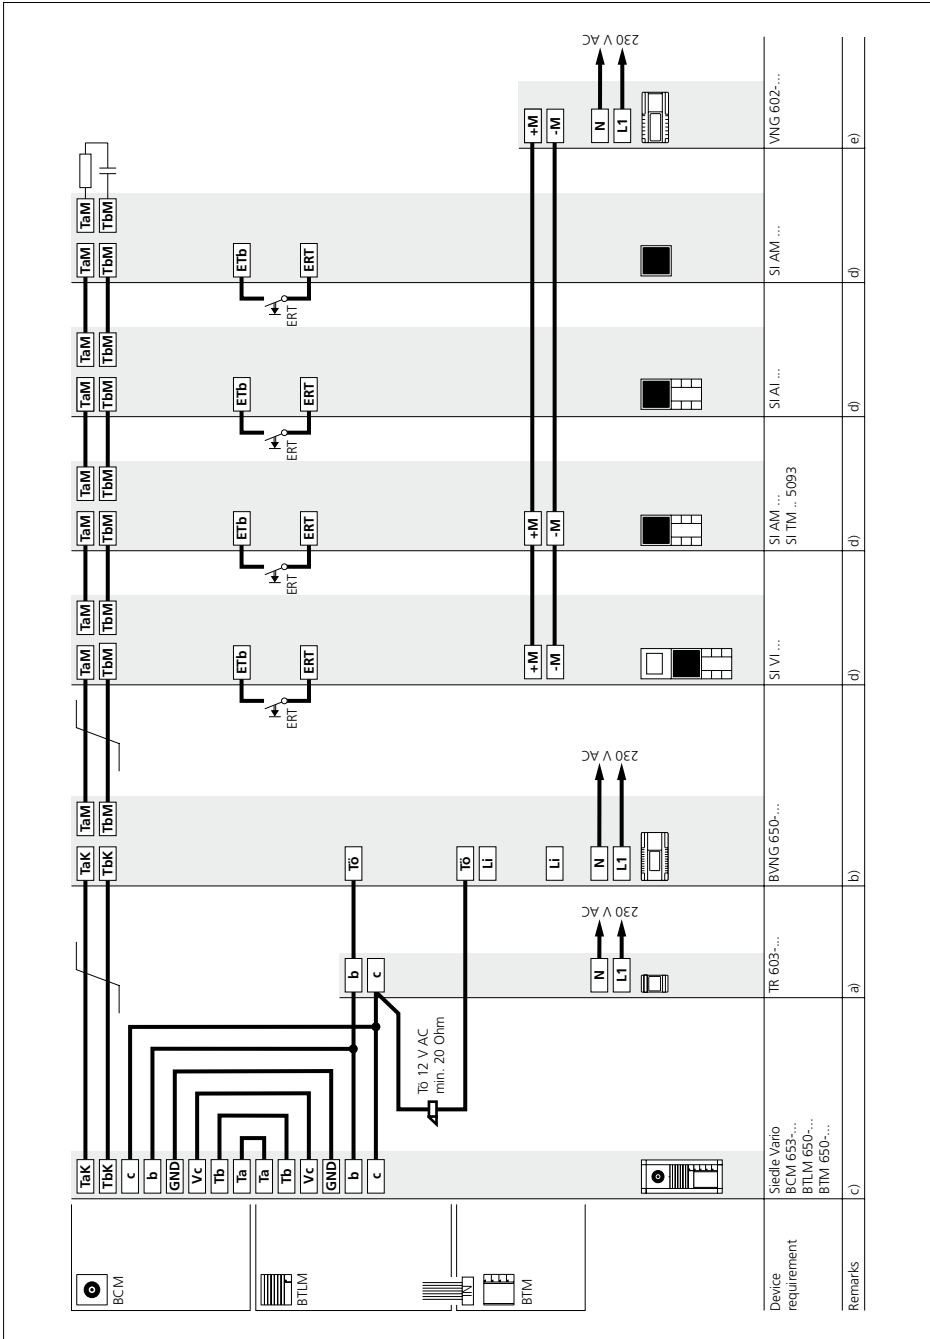 TaK TaK TaM TaM TaM TaM TaM TaM TaM TaM TaM
TbK TbK TbM TbM TbM TbM TbM TbM TbM TbM TbM
BCM
c
b
GND
Vc
Tb
Ta ETb ETb ETb ETb
Ta
Tb ERT ERT ERT ERT
BTLM
Vc ERT ERT ERT ERT
GND
b b Tö
c c
Tö 12 V AC
min. 20 Ohm
IN Tö
Li
BTM
+M +M +M
Li -M -M -M
N N N
230 V AC 230 V AC 230 V AC
L1 L1 L1
Device
requirement
Siedle Vario
BCM 653-...
BTLM 650-...
BTM 650-...
TR 603-...
BVNG 650-...
SI VI ...
SI AM ...
SI TM .. 5093
SI AI ...
SI AM ...
VNG 602-...
Remarks c) a) b) d) d) d) d) e)